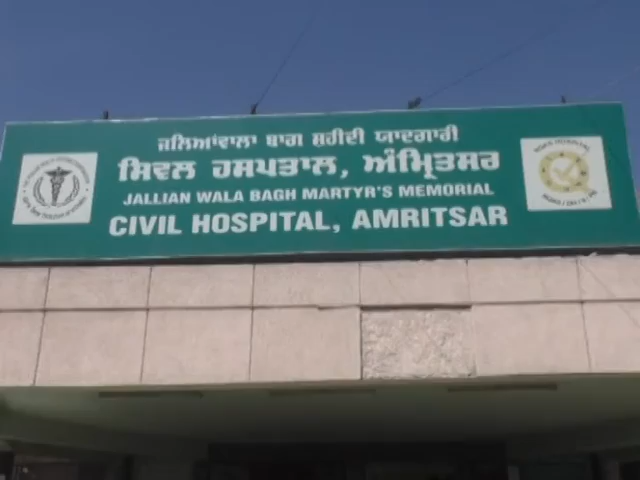 ਜਲਿਆਂਵਾਲਾ ਬਾਗ ਸ਼ਹੀਦੀ ਯਾਦਗਾਰੀ
ਸਿਵਲ ਹਸਪਤਾਲ, ਅੰਮ੍ਰਿਤਸਰ
JALLIAN WALA BAGH MARTYR'S MEMORIAL
CIVIL HOSPITAL, AMRITSAR